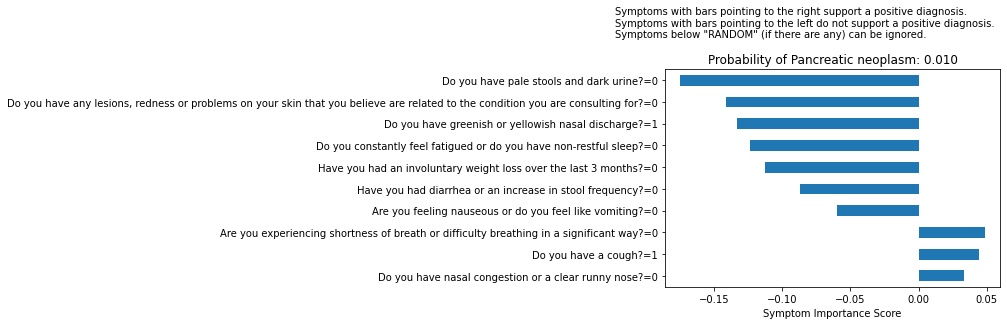 Symptoms with bars pointing to the right support a positive diagnosis.
Symptoms with bars pointing to the left do not support a positive diagnosis.
Symptoms below "RANDOM" (if there are any) can be ignored.
Probability of Pancreatic neoplasm: 0.010
Do you have pale stools and dark urine?=0
Do you have any lesions, redness or problems on your skin that you believe are related to the condition you are consulting for?=0
Do you have greenish or yellowish nasal discharge?=1
Do you constantly feel fatigued or do you have non-restful sleep?=0
Have you had an involuntary weight loss over the last 3 months?=0
Have you had diarrhea or an increase in stool frequency?=0
Are you feeling nauseous or do you feel like vomiting?=0
Are you experiencing shortness of breath or difficulty breathing in a significant way?=0
Do you have a cough?=1
Do you have nasal congestion or a clear runny nose?=0
−0.15 −0.10 −0.05 0.00 0.05
Symptom Importance Score